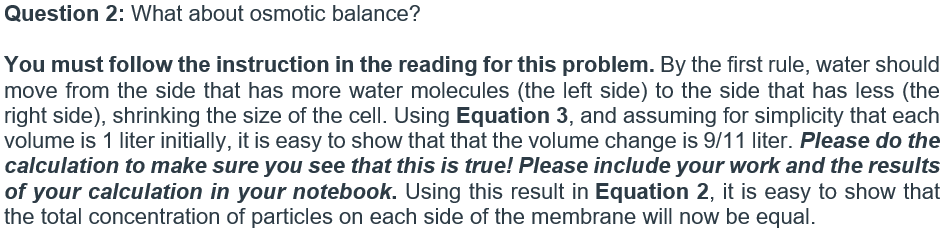 Question 2: What about osmotic balance?
You must follow the instruction in the reading for this problem. By the first rule, water should
move from the side that has more water molecules (the left side) to the side that has less (the
right side), shrinking the size of the cell. Using Equation 3, and assuming for simplicity that each
volume is 1 liter initially, it is easy to show that that the volume change is 9/11 liter. Please do the
calculation to make sure you see that this is true! Please include your work and the results
of your calculation in your notebook. Using this result in Equation 2, it is easy to show that
the total concentration of particles on each side of the membrane will now be equal.